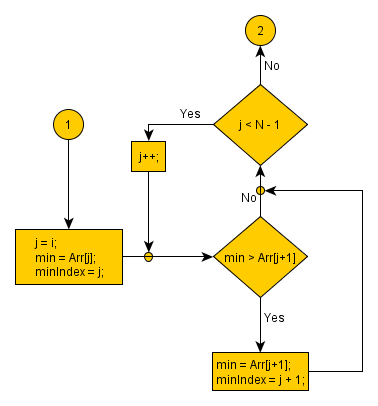 2
No
j < N - 1
Yes
1
j++;
No
j = i;
min = Arr[j];
minIndex = j;
min > Arr[j+1]
Yes
min = Arr[j+1];
minIndex = j + 1;